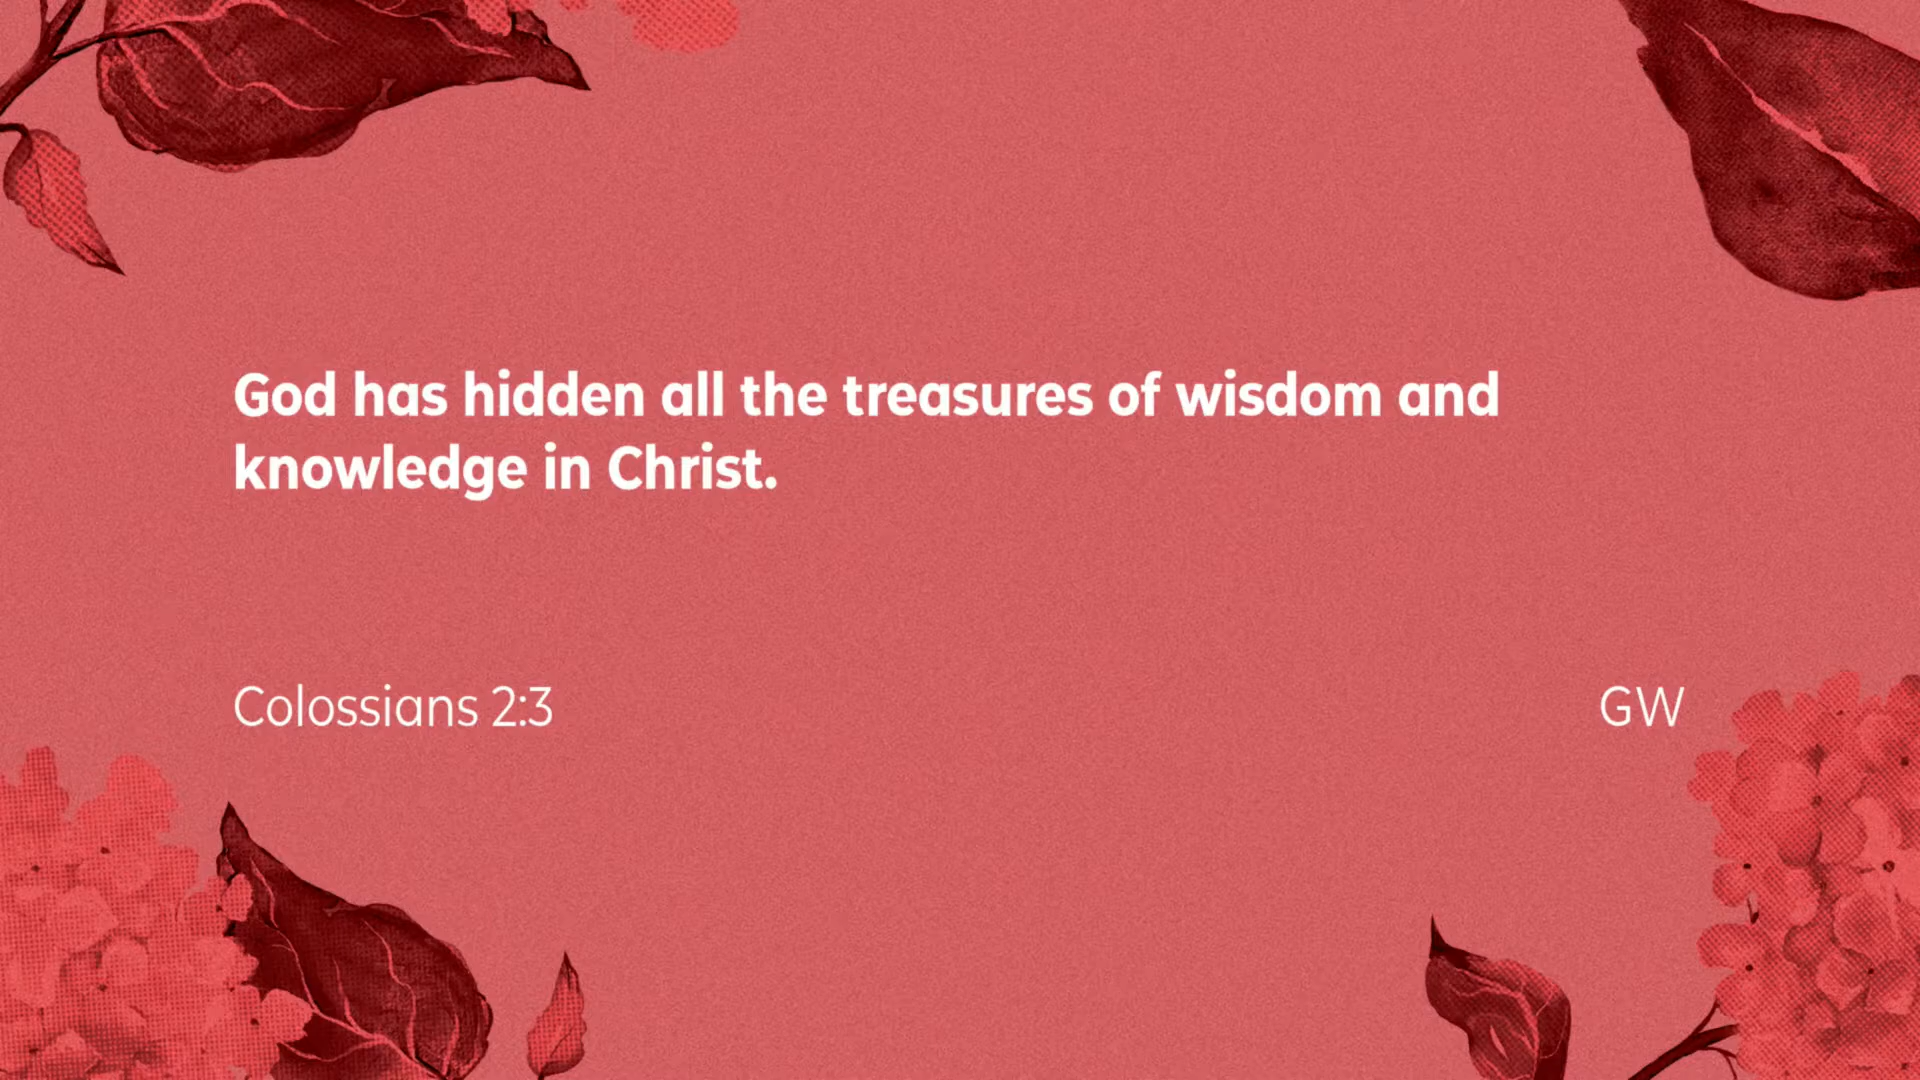 God has hidden all the treasures of wisdom and
knowledge in Christ.
Colossians 2:3
GW